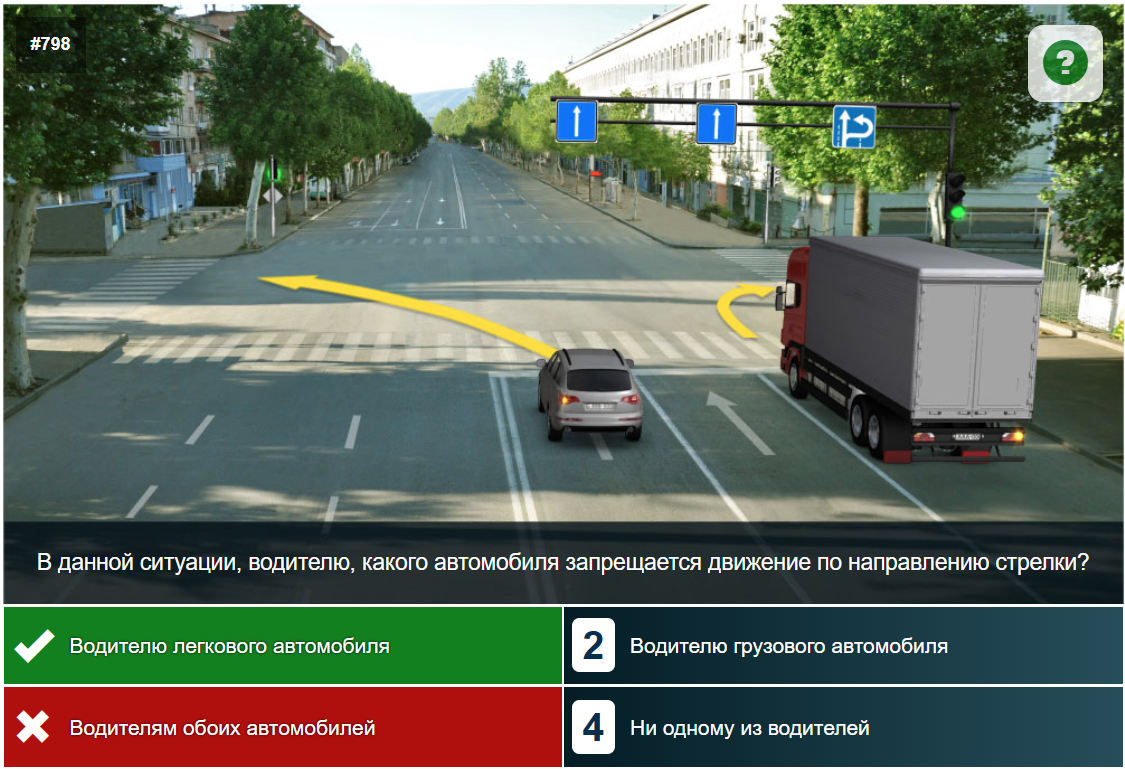 #798
?
В данной ситуации, водителю, какого автомобиля запрещается движение по направлению стрелки?
Водителю легкового автомобиля
2 Водителю грузового автомобиля
Водителям обоих автомобилей
4 Ни одному из водителей